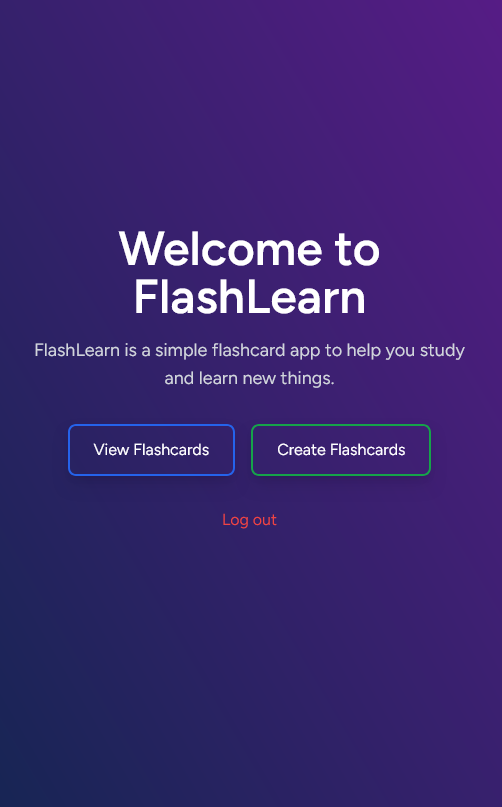 Welcome to
FlashLearn
FlashLearn is a simple flashcard app to help you study
and learn new things.
View Flashcards
Create Flashcards
Log out